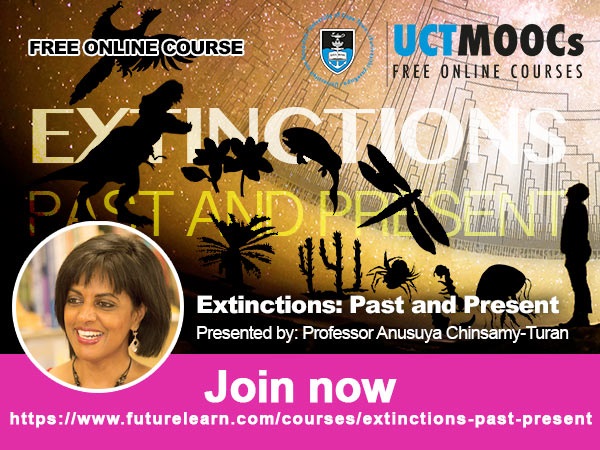 FREE ONLINE COURSE
UCTMOOCs
FREE ONLINE COURSES
EXTINCTIONS
PAST AND PRESENT
Extinctions: Past and Present
Presented by: Professor Anusuya Chinsamy-Turan
Join now
https://www.futurelearn.com/courses/extinctions-past-present